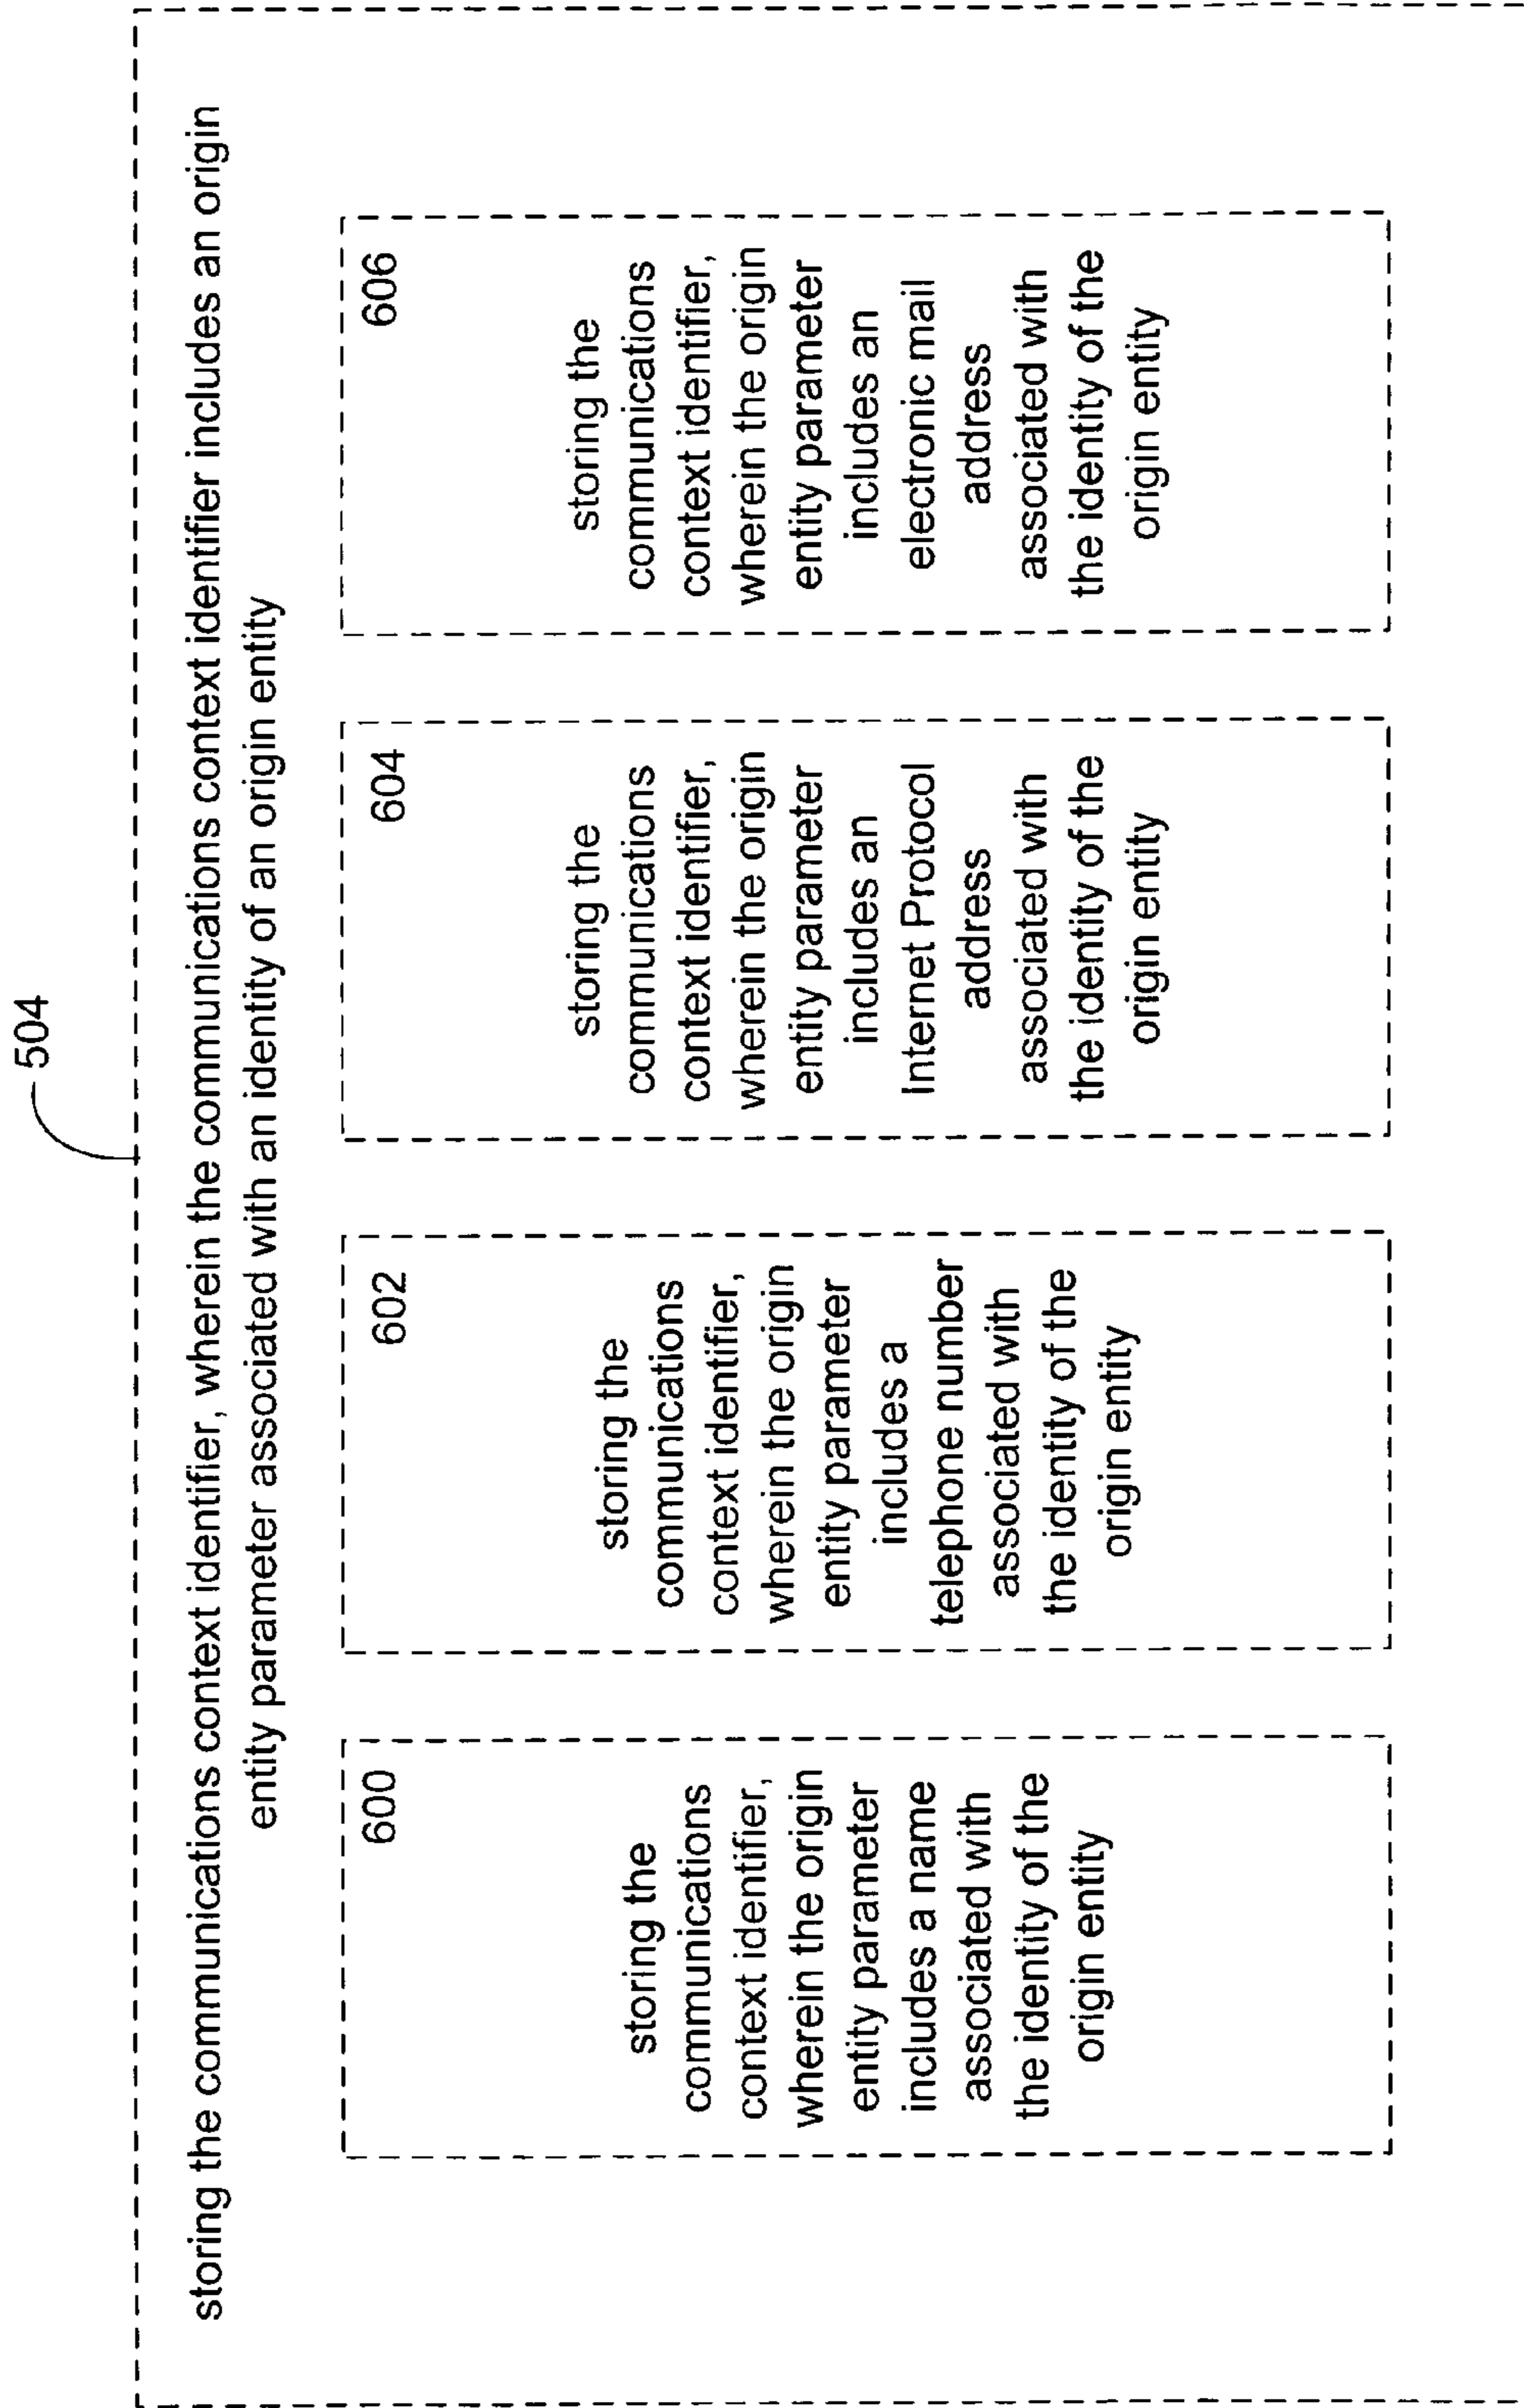 504
storing the communications context identifier, wherein the communications context identifier includes an origin
entity parameter associated with an identity of an origin entity
600
storing the
communications
context identifier,
wherein the origin
entity parameter
includes a name
associated with
the identity of the
origin entity
602
storing the
communications
context identifier,
wherein the origin
entity parameter
includes a
telephone number
associated with
the identity of the
origin entity
604
storing the
communications
context identifier,
wherein the origin
entity parameter
includes an
Internet Protocol
address
associated with
the identity of the
origin entity
606
storing the
communications
context identifier,
wherein the origin
entity parameter
includes an
electronic mail
address
associated with
the identity of the
origin entity